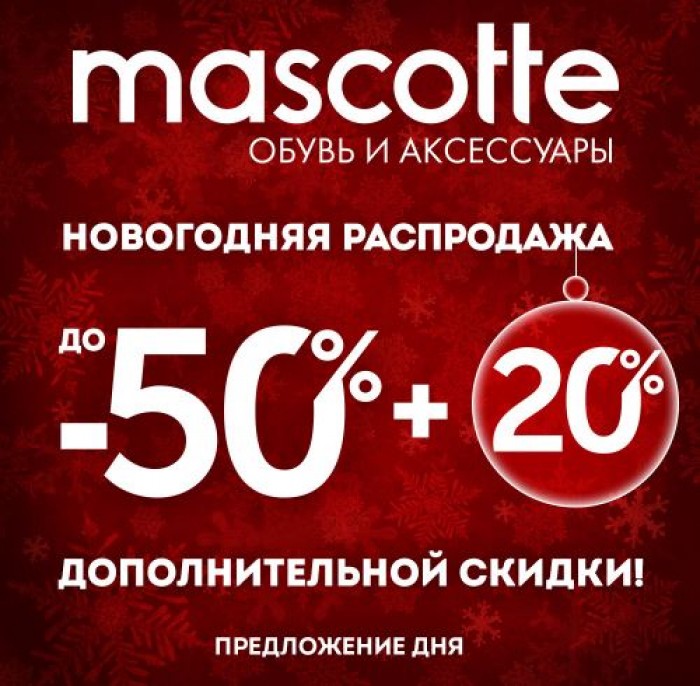 mascotte
ОБУВЬ И АКСЕССУАРЫ
НОВОГОДНЯЯ РАСПРОДАЖА
ДО -50% + 20%
ДОПОЛНИТЕЛЬНОЙ СКИДКИ!
ПРЕДЛОЖЕНИЕ ДНЯ